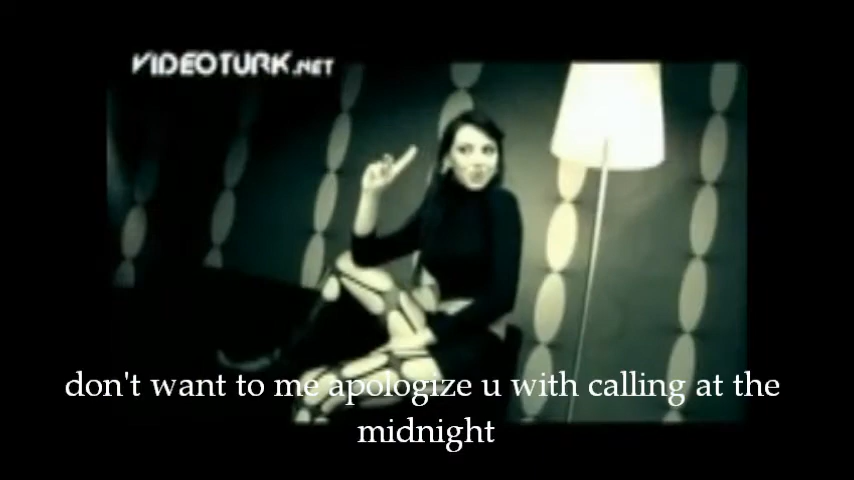 VIDEOTURK.NET
don't want to me apologize u with calling at the
midnight